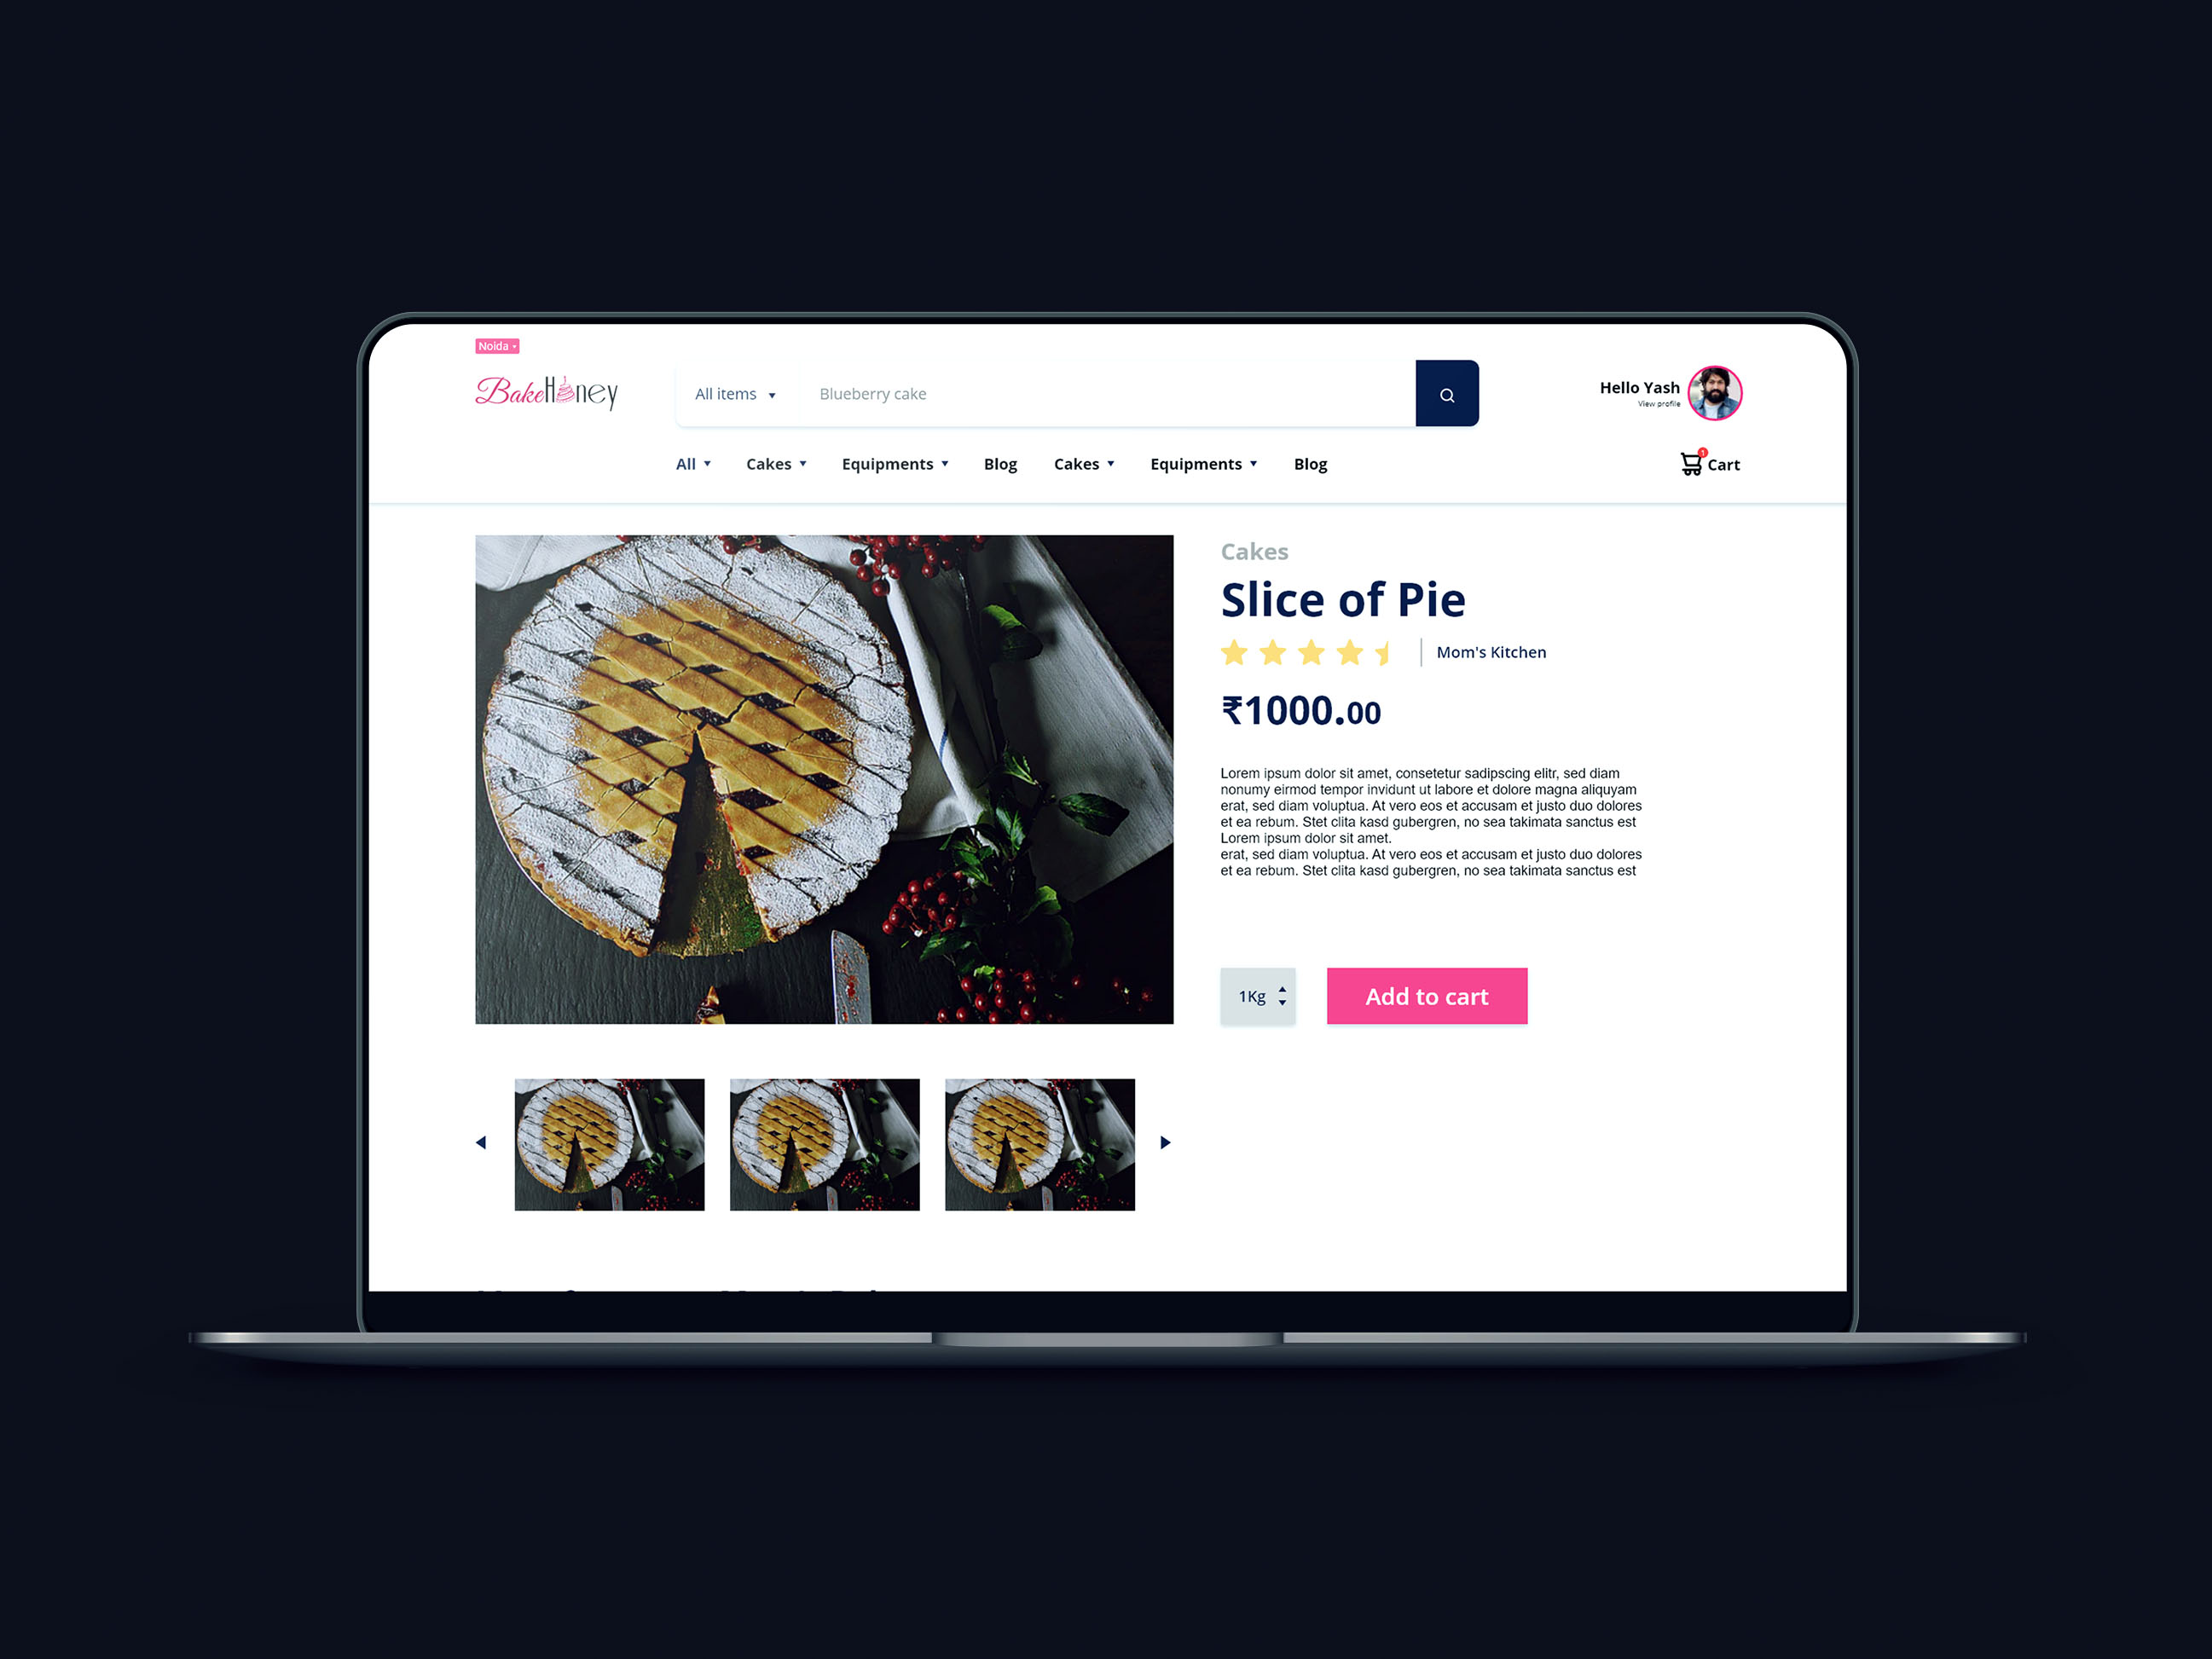 Noida
BakeHoney
All items
Blueberry cake
Hello Yash
View profile
All
Cakes
Equipments
Blog
Cakes
Equipments
Blog
1
Cart
Cakes
Slice of Pie
Mom's Kitchen
₹1000.00
Lorem ipsum dolor sit amet, consetetur sadipscing elitr, sed diam
nonumy eirmod tempor invidunt ut labore et dolore magna aliquyam
erat, sed diam voluptua. At vero eos et accusam et justo duo dolores
et ea rebum. Stet clita kasd gubergren, no sea takimata sanctus est
Lorem ipsum dolor sit amet.
erat, sed diam voluptua. At vero eos et accusam et justo duo dolores
et ea rebum. Stet clita kasd gubergren, no sea takimata sanctus est
1Kg
Add to cart